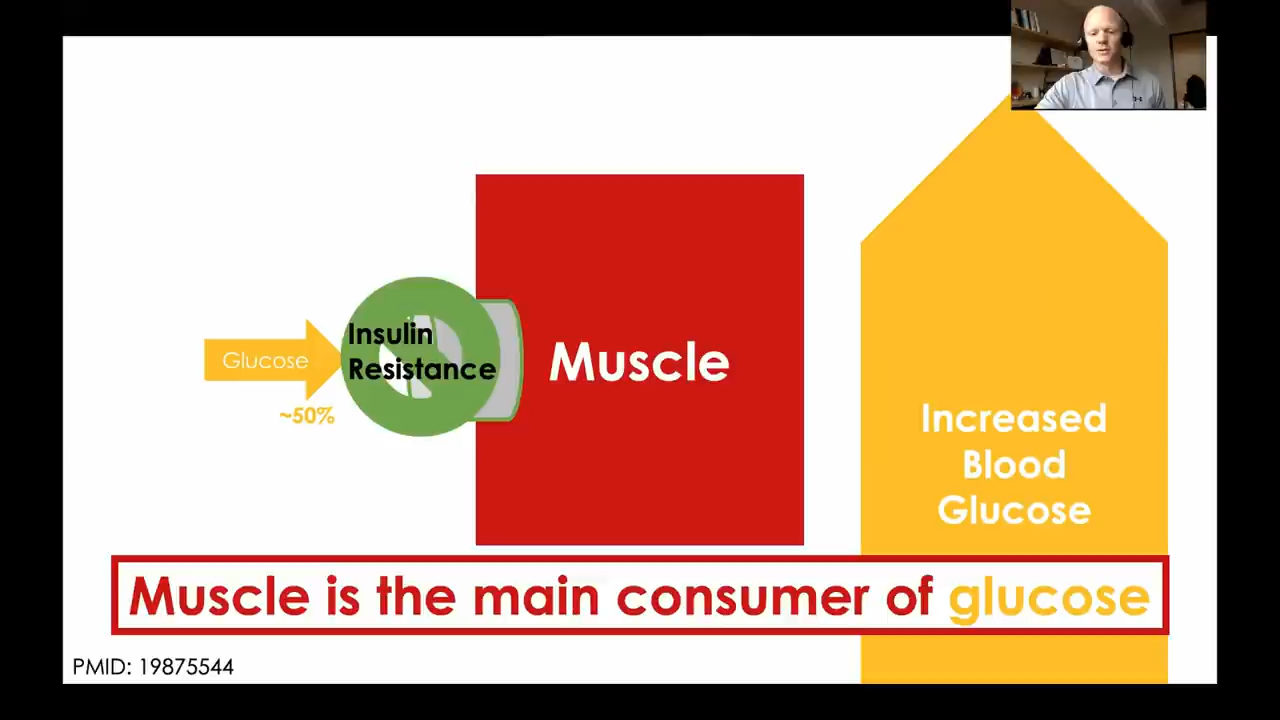 Insulin
Resistance
Glucose
~50%
Muscle
Increased
Blood
Glucose
Muscle is the main consumer of glucose
PMID: 19875544